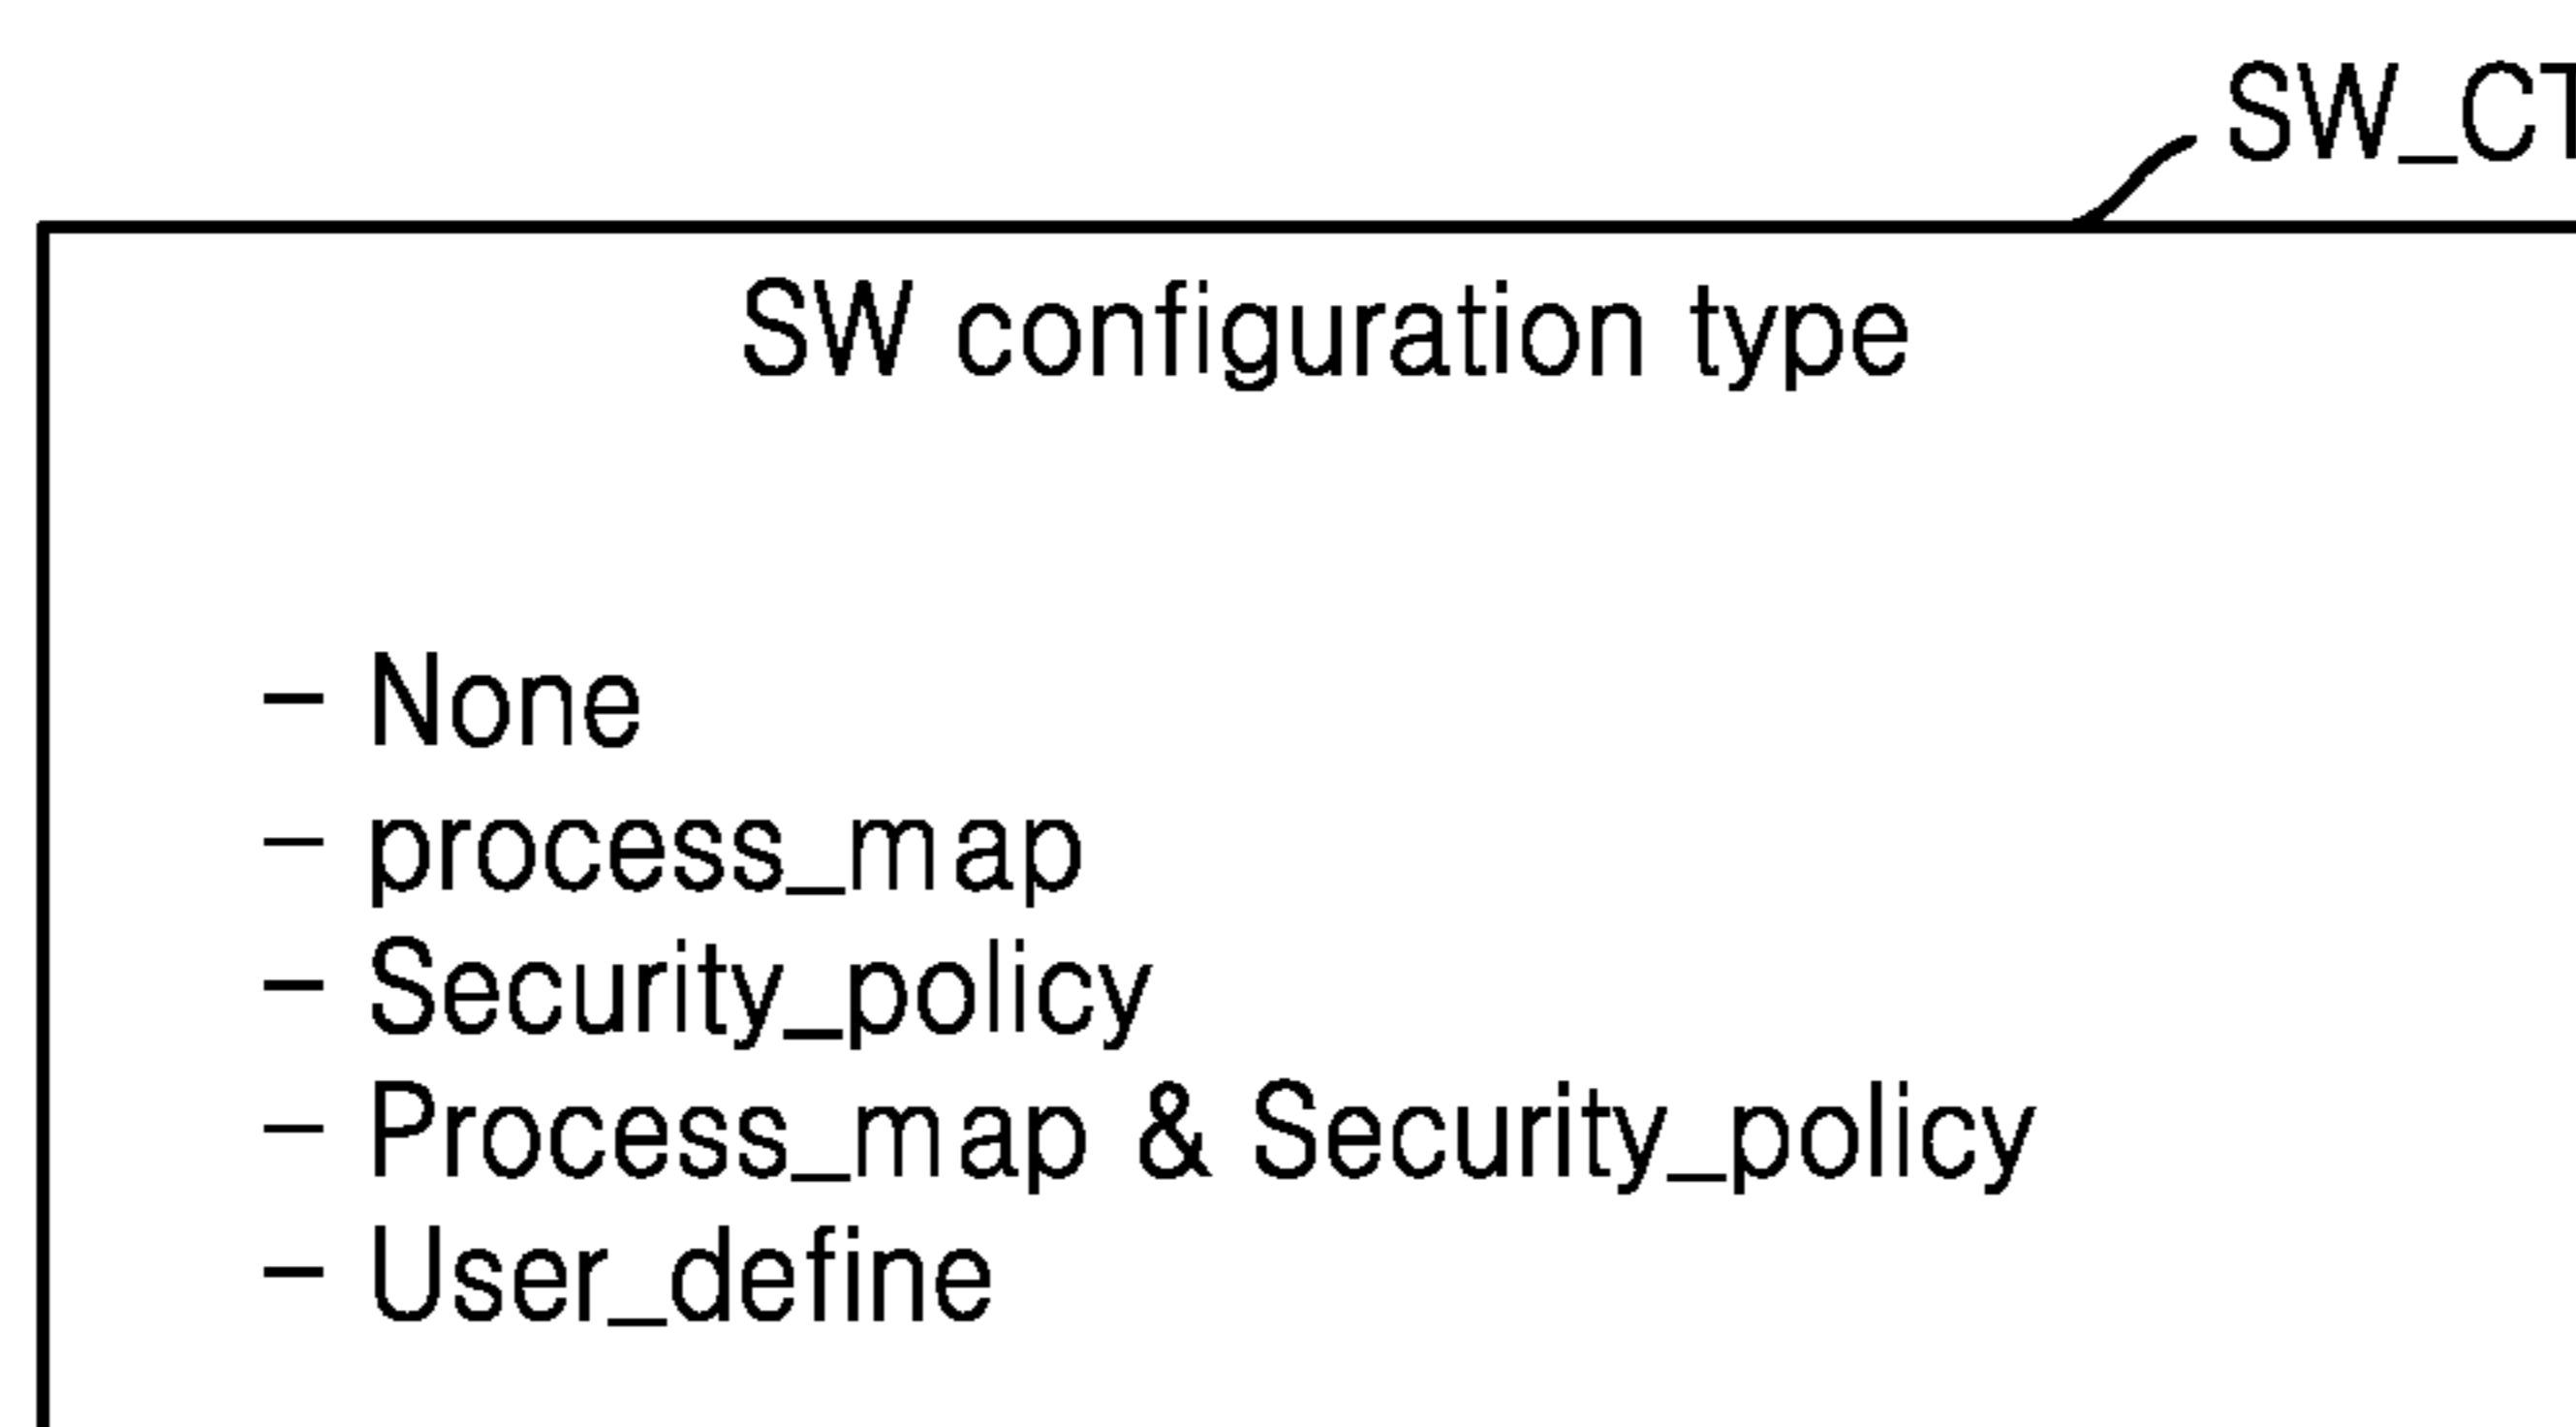 SW_CT
SW configuration type
– None
– process_map
– Security_policy
– Process_map & Security_policy
– User_define